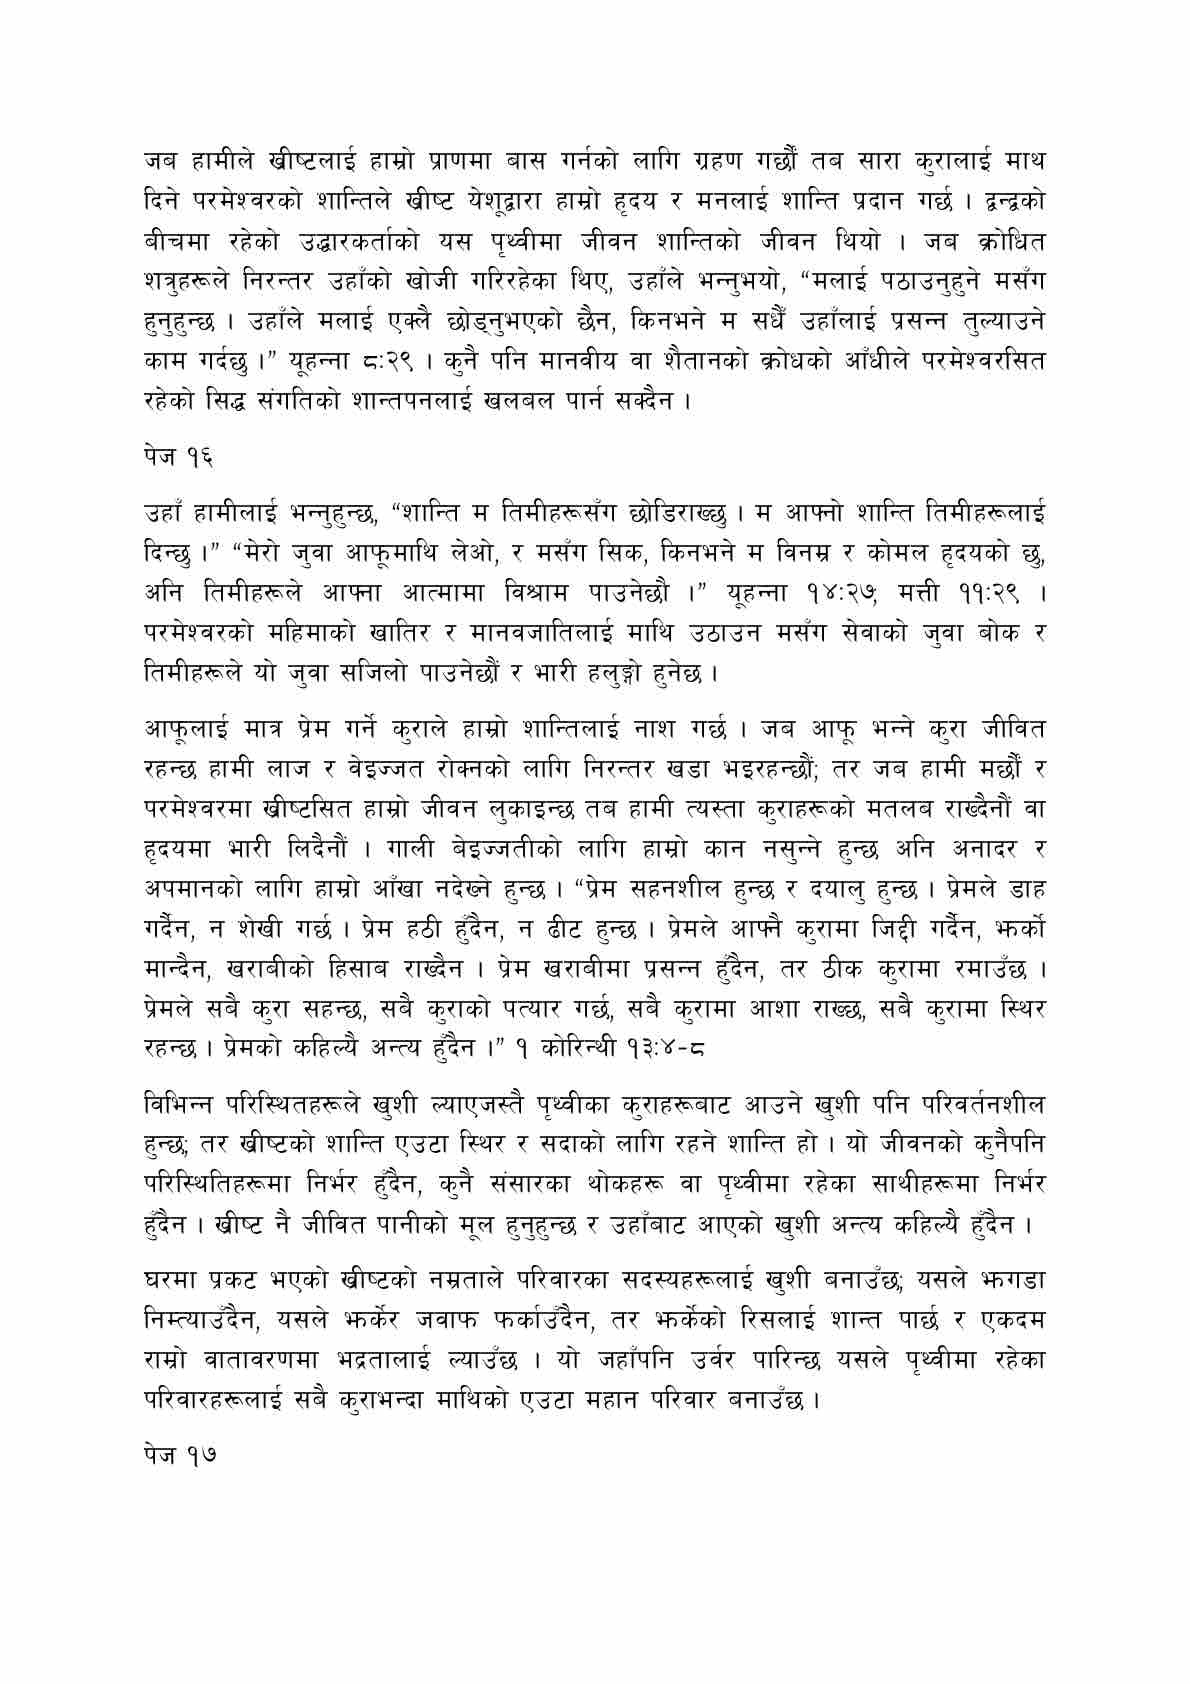 जब हामीले ख्रीष्टलाई हाम्रो प्राणमा बास गर्नको लागि ग्रहण गर्छौं तब सारा कुरालाई माथ
दिने परमेश्वरको शान्तिले ख्रीष्ट येशूद्वारा हाम्रो हृदय र मनलाई शान्ति प्रदान गर्छ । द्वन्द्वको
बीचमा रहेको उद्धारकर्ताको यस पृथ्वीमा जीवन शान्तिको जीवन थियो । जब क्रोधित
शत्रुहरूले निरन्तर उहाँको खोजी गरिरहेका थिए, उहाँले भन्नुभयो, “मलाई पठाउनुहुने मसँग
हुनुहुन्छ । उहाँले मलाई एक्लै छोड्नुभएको छैन, किनभने म सधैँ उहाँलाई प्रसन्न तुल्याउने
काम गर्दछु ।” यूहन्ना ८:२९ । कुनै पनि मानवीय वा शैतानको क्रोधको आँधीले परमेश्वरसित
रहेको सिद्ध संगतिको शान्तपनलाई खलबल पार्न सक्दैन ।
पेज १६
उहाँ हामीलाई भन्नुहुन्छ, “शान्ति म तिमीहरूसँग छोडिराख्छु । म आफ्नो शान्ति तिमीहरूलाई
दिन्छु ।” “मेरो जुवा आफूमाथि लेओ, र मसँग सिक, किनभने म विनम्र र कोमल हृदयको छु,
अनि तिमीहरूले आफ्ना आत्मामा विश्राम पाउनेछौ ।” यूहन्ना १४:२७; मत्ती ११:२९ ।
परमेश्वरको महिमाको खातिर र मानवजातिलाई माथि उठाउन मसँग सेवाको जुवा बोक र
तिमीहरूले यो जुवा सजिलो पाउनेछौं र भारी हलुङ्गो हुनेछ ।
आफूलाई मात्र प्रेम गर्ने कुराले हाम्रो शान्तिलाई नाश गर्छ । जब आफू भन्ने कुरा जीवित
रहन्छ हामी लाज र वेइज्जत रोक्नको लागि निरन्तर खडा भइरहन्छौं; तर जब हामी मर्छौं र
परमेश्वरमा ख्रीष्टसित हाम्रो जीवन लुकाइन्छ तब हामी त्यस्ता कुराहरूको मतलब राख्दैनौं वा
हृदयमा भारी लिदैनौं । गाली बेइज्जतीको लागि हाम्रो कान नसुन्ने हुन्छ अनि अनादर र
अपमानको लागि हाम्रो आँखा नदेख्ने हुन्छ । “प्रेम सहनशील हुन्छ र दयालु हुन्छ । प्रेमले डाह
गर्दैन, न शेखी गर्छ । प्रेम हठी हुँदैन, न ढीट हुन्छ । प्रेमले आफ्नै कुरामा जिद्दी गर्दैन, झर्को
मान्दैन, खराबीको हिसाब राख्दैन । प्रेम खराबीमा प्रसन्न हुँदैन, तर ठीक कुरामा रमाउँछ ।
प्रेमले सबै कुरा सहन्छ, सबै कुराको पत्यार गर्छ, सबै कुरामा आशा राख्छ, सबै कुरामा स्थिर
रहन्छ । प्रेमको कहिल्यै अन्त्य हुँदैन ।” १ कोरिन्थी १३:४-८
विभिन्न परिस्थितहरूले खुशी ल्याएजस्तै पृथ्वीका कुराहरूबाट आउने खुशी पनि परिवर्तनशील
हुन्छ; तर ख्रीष्टको शान्ति एउटा स्थिर र सदाको लागि रहने शान्ति हो । यो जीवनको कुनैपनि
परिस्थितिहरूमा निर्भर हुँदैन, कुनै संसारका थोकहरू वा पृथ्वीमा रहेका साथीहरूमा निर्भर
हुँदैन । ख्रीष्ट नै जीवित पानीको मूल हुनुहुन्छ र उहाँबाट आएको खुशी अन्त्य कहिल्यै हुँदैन ।
घरमा प्रकट भएको ख्रीष्टको नम्रताले परिवारका सदस्यहरूलाई खुशी बनाउँछ; यसले झगडा
निम्त्याउँदैन, यसले झर्केर जवाफ फर्काउँदैन, तर झर्केको रिसलाई शान्त पार्छ र एकदम
राम्रो वातावरणमा भद्रतालाई ल्याउँछ । यो जहाँपनि उर्वर पारिन्छ यसले पृथ्वीमा रहेका
परिवारहरूलाई सबै कुराभन्दा माथिको एउटा महान परिवार बनाउँछ ।
पेज १७